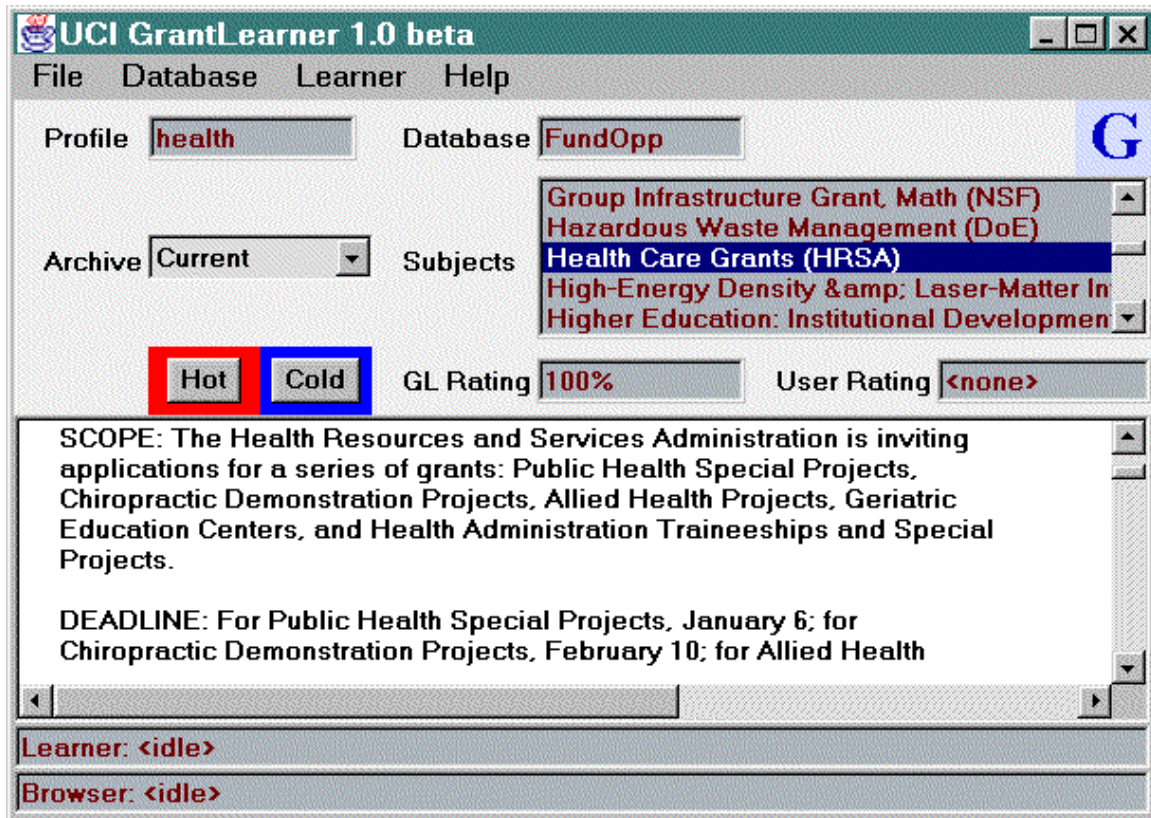 UCI GrantLearner 1.0 beta
File Database Learner Help
Profile health Database FundOpp G
Group Infrastructure Grant, Math (NSF)
Hazardous Waste Management (DoE)
Archive Current Subjects Health Care Grants (HRSA)
High-Energy Density &amp; Laser-Matter In
Higher Education: Institutional Developmen
Hot Cold GL Rating 100% User Rating <none>
SCOPE: The Health Resources and Services Administration is inviting
applications for a series of grants: Public Health Special Projects,
Chiropractic Demonstration Projects, Allied Health Projects, Geriatric
Education Centers, and Health Administration Traineeships and Special
Projects.
DEADLINE: For Public Health Special Projects, January 6; for
Chiropractic Demonstration Projects, February 10; for Allied Health
Learner: <idle>
Browser: <idle>